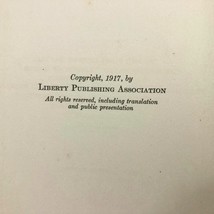 Copyright, 1917, by
LIBERTY PUBLISHING ASSOCIATION
All rights reserved, including translation
and public presentation